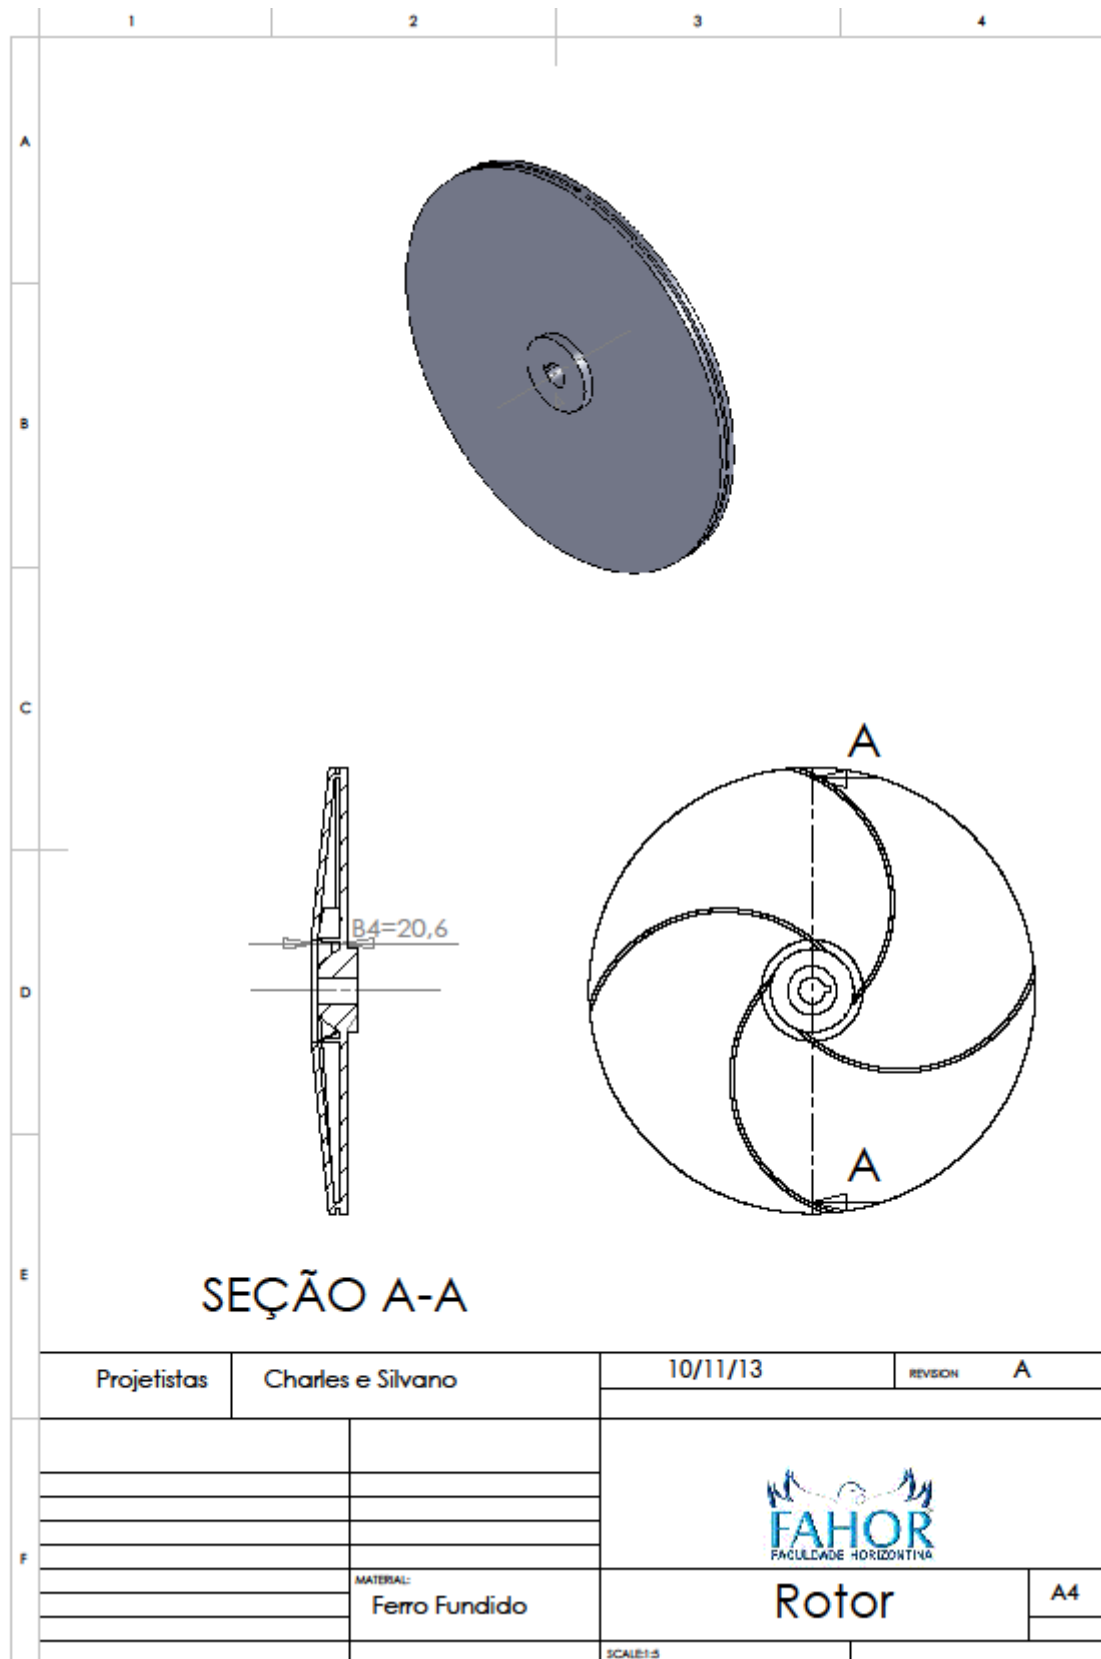 1 2 3 4
A
B
C
A
B4=20,6
D
A
E
SEÇÃO A-A
Projetistas Charles e Silvano 10/11/13 REVISION A
FAHOR
FACULDADE HORIZONTINA
F
MATERIAL:
Ferro Fundido Rotor A4
SCALE:1:5